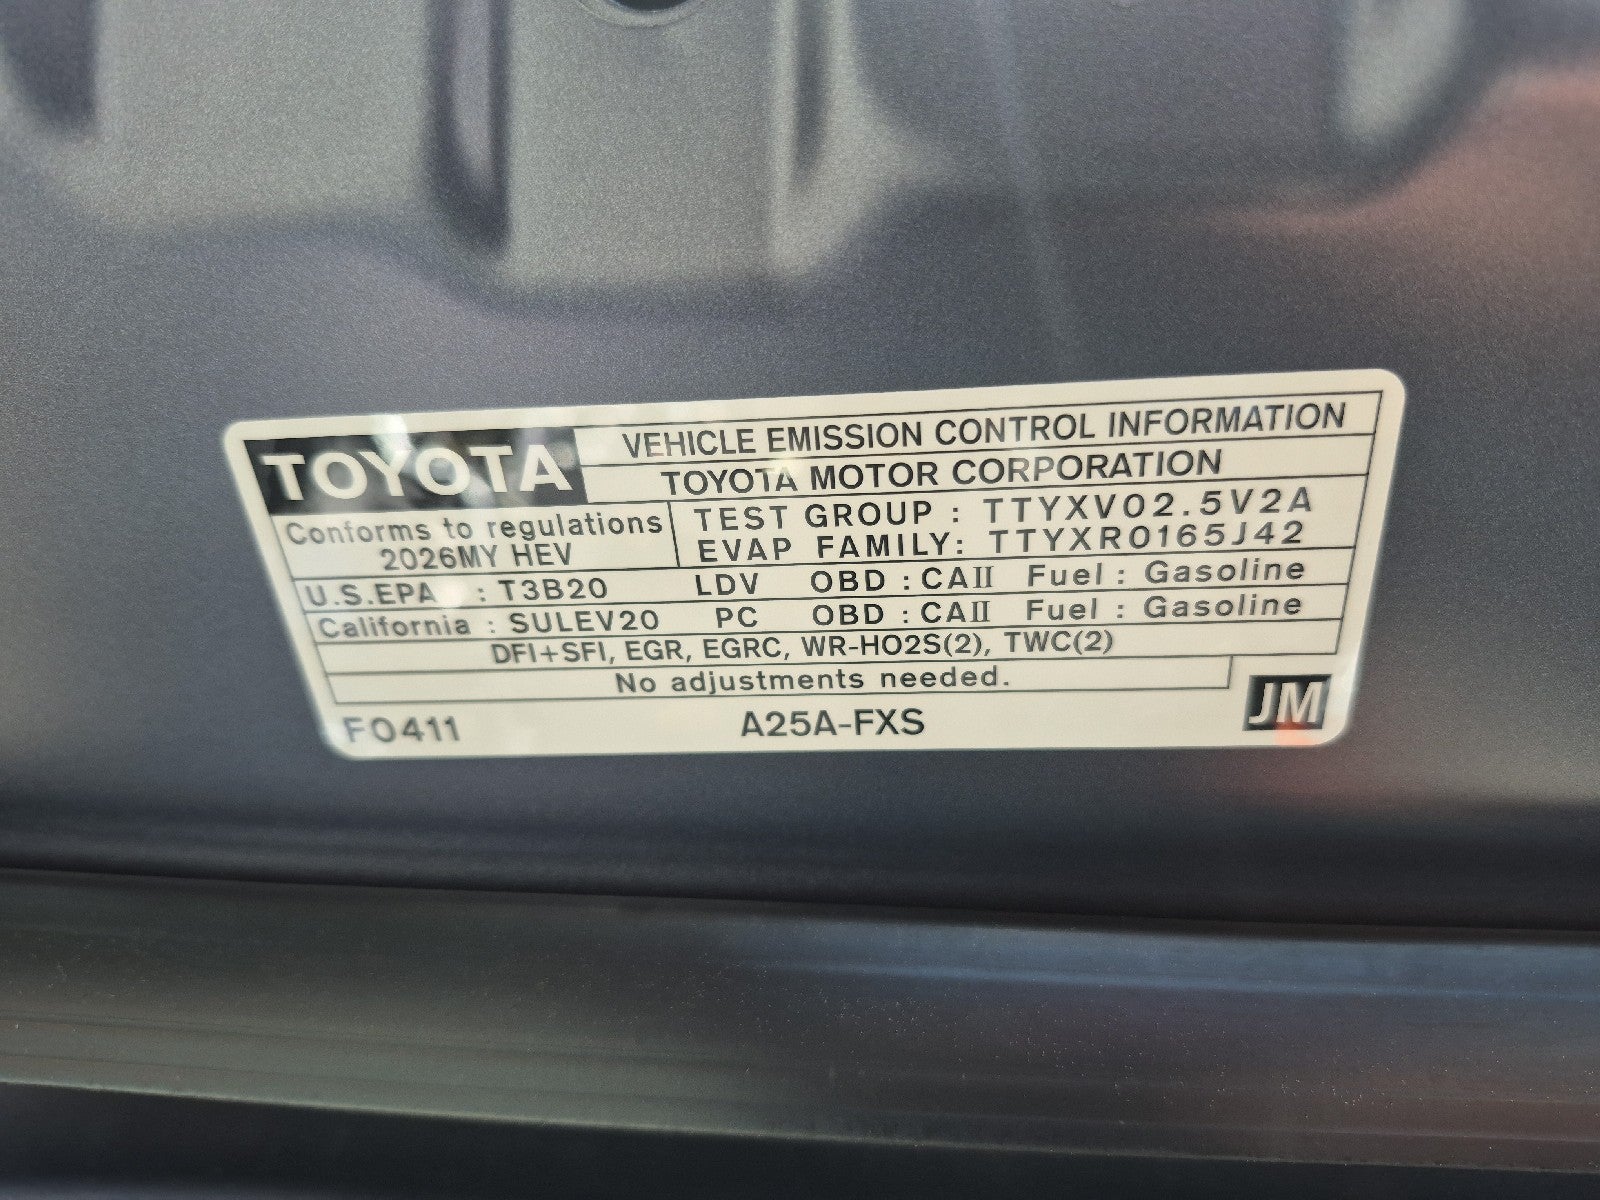 TOYOTA
VEHICLE EMISSION CONTROL INFORMATION
TOYOTA MOTOR CORPORATION
Conforms to regulations
2026MY HEV
TEST GROUP : TTYXV02.5V2A
EVAP FAMILY: TTYXR0165J42
U.S.EPA : T3B20 LDV OBD : CAII Fuel : Gasoline
California : SULEV20 PC OBD : CAII Fuel : Gasoline
DFI+SFI, EGR, EGRC, WR-HO2S(2), TWC(2)
No adjustments needed.
F0411 A25A-FXS JM